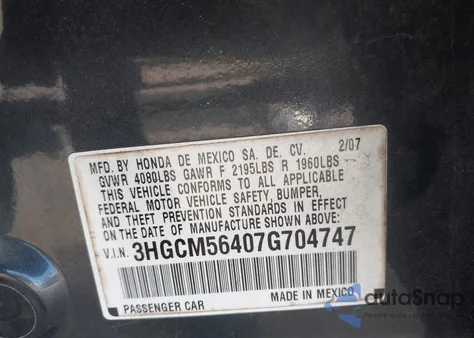 MFD. BY HONDA DE MEXICO SA. DE. CV. 2/07
GVWR 4080LBS GAWR F 2195LBS R 1960LBS
THIS VEHICLE CONFORMS TO ALL APPLICABLE
FEDERAL MOTOR VEHICLE SAFETY, BUMPER,
AND THEFT PREVENTION STANDARDS IN EFFECT
ON THE DATE OF MANUFACTURE SHOWN ABOVE.
V.I.N. 3HGCM56407G704747
PASSENGER CAR MADE IN MEXICO
autoSnap